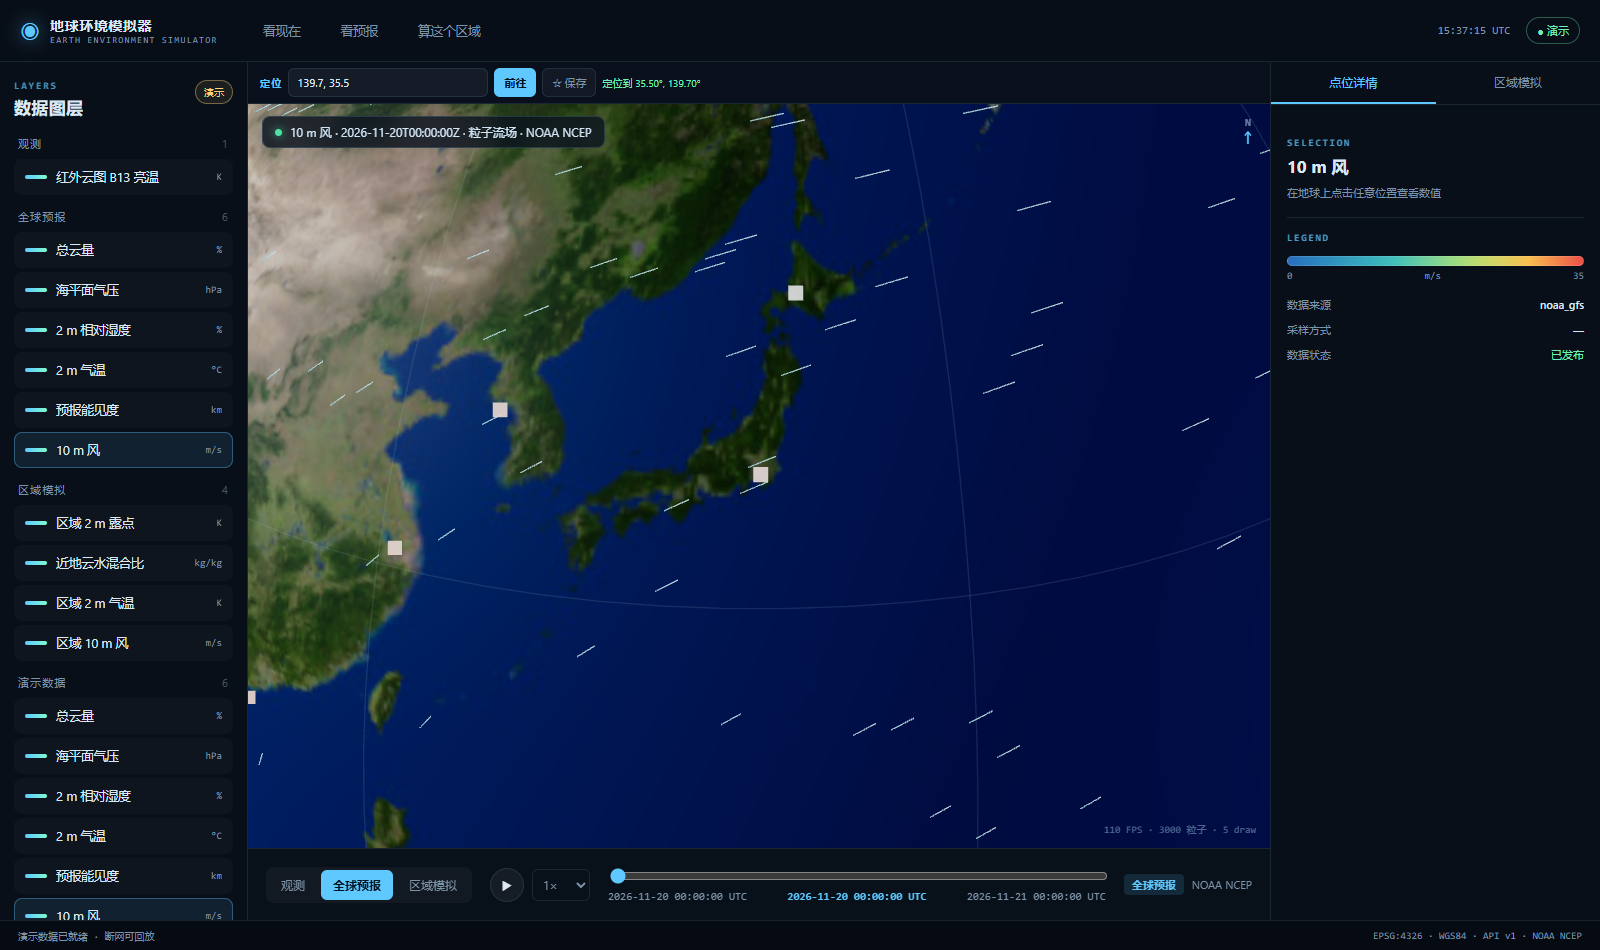 地球环境模拟器
EARTH ENVIRONMENT SIMULATOR
看现在 看预报 算这个区域
15:37:15 UTC
演示
LAYERS
数据图层
演示
观测 1
红外云图 B13 亮温 K
全球预报 6
总云量 %
海平面气压 hPa
2 m 相对湿度 %
2 m 气温 °C
预报能见度 km
10 m 风 m/s
区域模拟 4
区域 2 m 露点 K
近地云水混合比 kg/kg
区域 2 m 气温 K
区域 10 m 风 m/s
演示数据 6
总云量 %
海平面气压 hPa
2 m 相对湿度 %
2 m 气温 °C
预报能见度 km
10 m 风 m/s
定位 139.7, 35.5 前往 ☆ 保存 定位到 35.50°, 139.70°
10 m 风 · 2026-11-20T00:00:00Z · 粒子流场 · NOAA NCEP
N
110 FPS · 3000 粒子 · 5 draw
观测 全球预报 区域模拟
1×
2026-11-20 00:00:00 UTC 2026-11-20 00:00:00 UTC 2026-11-21 00:00:00 UTC
全球预报 NOAA NCEP
点位详情 区域模拟
SELECTION
10 m 风
在地球上点击任意位置查看数值
LEGEND
0 m/s 35
数据来源 noaa_gfs
采样方式 —
数据状态 已发布
演示数据已就绪 · 断网可回放
EPSG:4326 · WGS84 · API v1 · NOAA NCEP